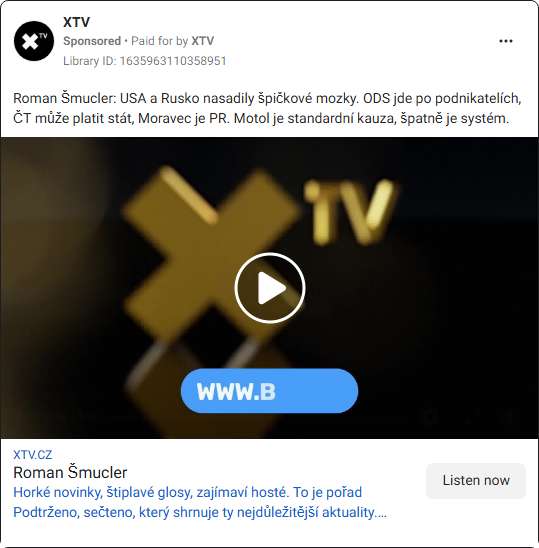 XTV
Sponsored • Paid for by XTV
Library ID: 1635963110358951
Roman Šmucler: USA a Rusko nasadily špičkové mozky. ODS jde po podnikatelích,
ČT může platit stát, Moravec je PR. Motol je standardní kauza, špatně je systém.
XTV
WWW.B
XTV.CZ
Roman Šmucler
Listen now
Horké novinky, štiplavé glosy, zajímaví hosté. To je pořad
Podtrženo, sečteno, který shrnuje ty nejdůležitější aktuality....